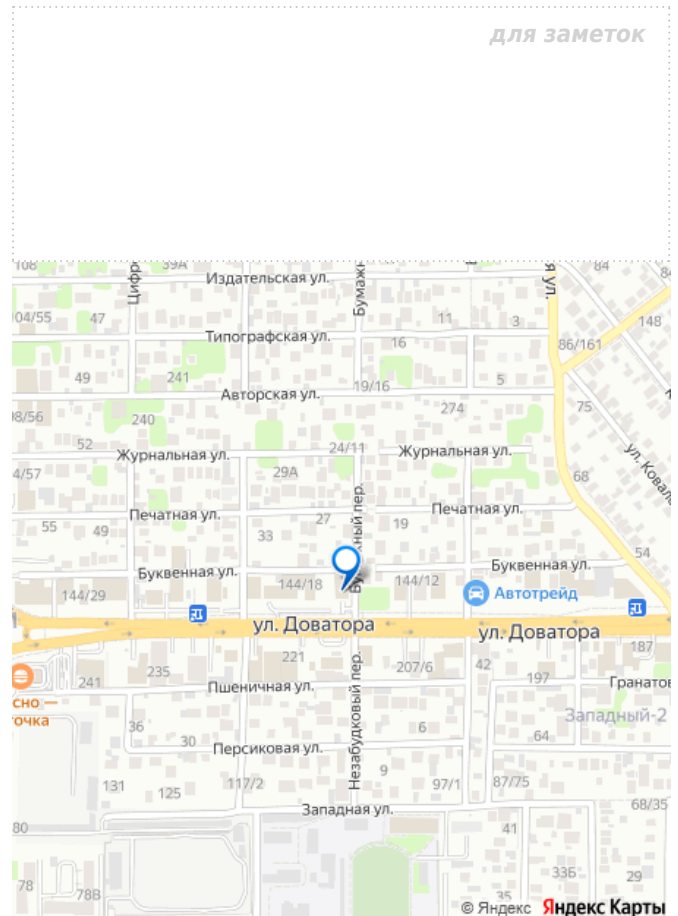 для заметок
108
39А
Цифро
Издательская ул.
Бумажн
я ул.
84
84
04/55
47
Типографская ул.
11
3
16
148
86/161
49
241
Авторская ул.
19/16
5
08/56
240
274
75
52
Журнальная ул.
24/11
Журнальная ул.
ул. Ковал
4/57
29А
68
55
49
Печатная ул.
27
19
Печатная ул.
33
54
Буквенная ул.
144/18
144/12
Буквенная ул.
144/29
Автотрейд
ул. Доватора
ул. Доватора
187
241
235
221
207/6
42
197
Гранатов
сно —
точка
Пшеничная ул.
Незабудковый пер.
Западный-2
36
30
Персиковая ул.
6
64
131
125
117/2
9
97/1
87/75
68/35
Западная ул.
80
41
78
78В
33Б
29
35
© Яндекс Яндекс Карты